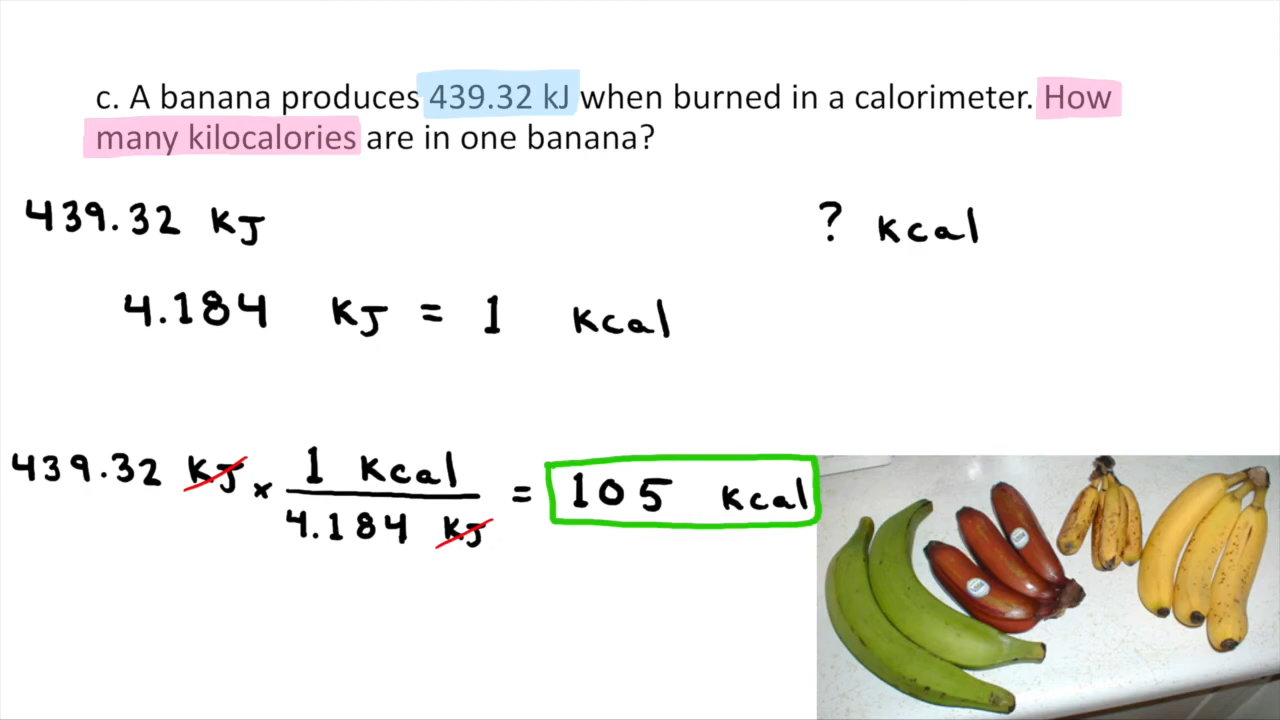 c. A banana produces 439.32 kJ when burned in a calorimeter. How
many kilocalories are in one banana?
439.32 KJ ? kcal
4.184 KJ = 1 kcal
439.32 KJ × 1 kcal / 4.184 KJ = 105 kcal